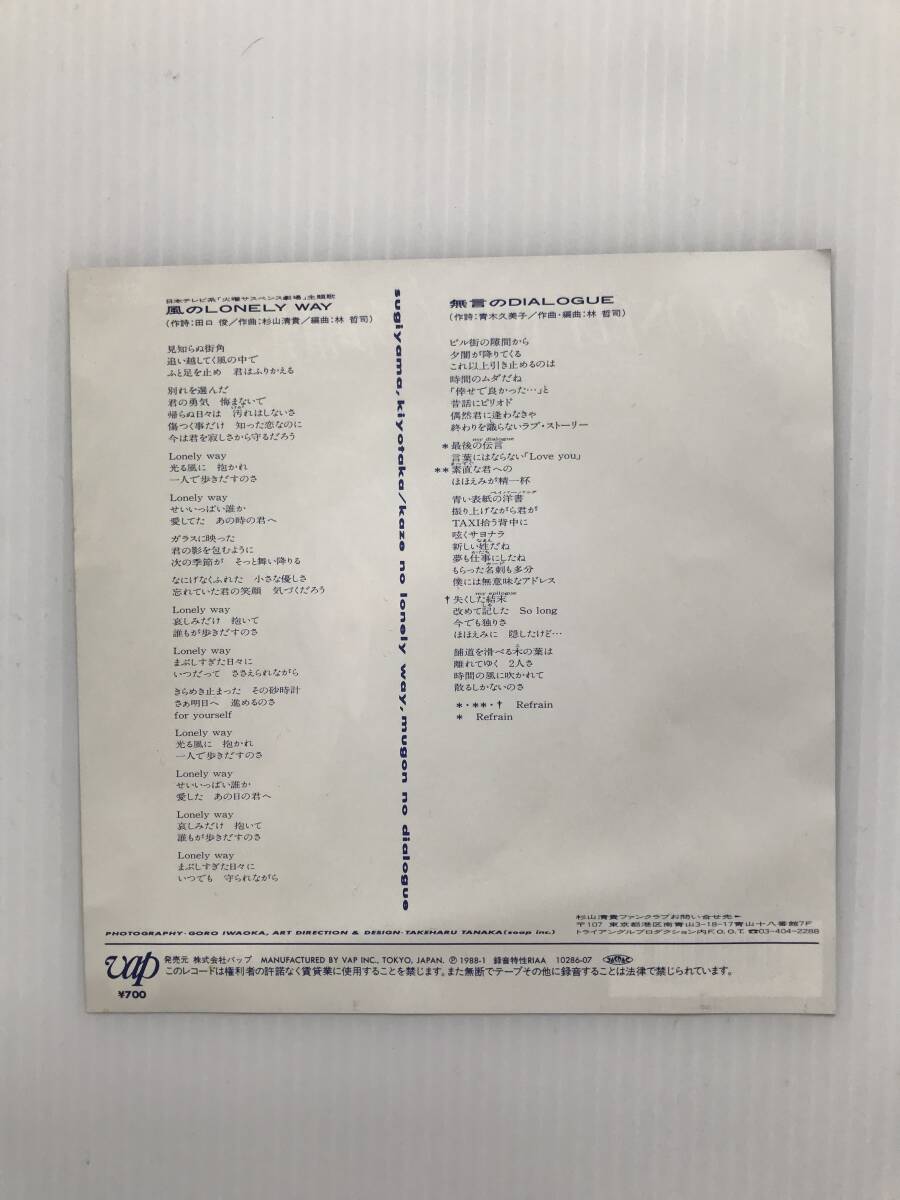 日本テレビ系「火曜サスペンス劇場」主題歌
風のLONELY WAY
(作詩:田口 俊/作曲:杉山清貴/編曲:林 哲司)
見知らぬ街角
追い越してく風の中で
ふと足を止め 君はふりかえる
別れを選んだ
君の勇気 悔まないで
帰らぬ日々は 汚れはしないさ
傷つく事だけ 知った恋なのに
今は君を寂しさから守るだろう
Lonely way
光る風に 抱かれ
一人で歩きだすのさ
Lonely way
せいいっぱい誰か
愛してた あの時の君へ
ガラスに映った
君の影を包むように
次の季節が そっと舞い降りる
なにげなくふれた 小さな優しさ
忘れていた君の笑顔 気づくだろう
Lonely way
哀しみだけ 抱いて
誰もが歩きだすのさ
Lonely way
まぶしすぎた日々に
いつだって ささえられながら
きらめき止まった その砂時計
さぁ明日へ 進めるのさ
for yourself
Lonely way
光る風に 抱かれ
一人で歩きだすのさ
Lonely way
せいいっぱい誰か
愛した あの日の君へ
Lonely way
哀しみだけ 抱いて
誰もが歩きだすのさ
Lonely way
まぶしすぎた日々に
いつでも 守られながら
sugiyama, kiyotaka/kaze no lonely way, mugon no dialogue
無言のDIALOGUE
(作詩:青木久美子/作曲・編曲:林 哲司)
ビル街の隙間から
夕闇が降りてくる
これ以上引き止めるのは
時間のムダだね
「倖せで良かった…」と
昔話にピリオド
偶然君に逢わなきゃ
終わりを識らないラブ・ストーリー
my dialogue
*最後の伝言
言葉にはならない「Love you」
**素直な君への
ほほえみが精一杯
ペイパーバック
青い表紙の洋書
振り上げながら君が
TAXI拾う背中に
呟くサヨナラ
なまえ
新しい姓だね
かたち
夢も仕事にしたね
カード
もらった名刺も多分
僕には無意味なアドレス
my epilogue
†失くした結末
改めて記した So long
今でも独りさ
ほほえみに 隠したけど…
舗道を滑べる木の葉は
離れてゆく 2人さ
時間の風に吹かれて
散るしかないのさ
*・**・† Refrain
* Refrain
杉山清貴ファンクラブお問い合せ先
〒107 東京都港区南青山3-18-17青山十八番館7F
トライアングルプロダクション内F.O.O.T. ☎03-404-2288
PHOTOGRAPHY・GORO IWAOKA, ART DIRECTION & DESIGN・TAKEHARU TANAKA(soap inc.)
vap
¥700
発売元 株式会社バップ MANUFACTURED BY VAP INC., TOKYO, JAPAN. Ⓟ1988-1 録音特性RIAA 10286-07 JASRAC
このレコードは権利者の許諾なく賃貸業に使用することを禁じます。また無断でテープその他に録音することは法律で禁じられています。